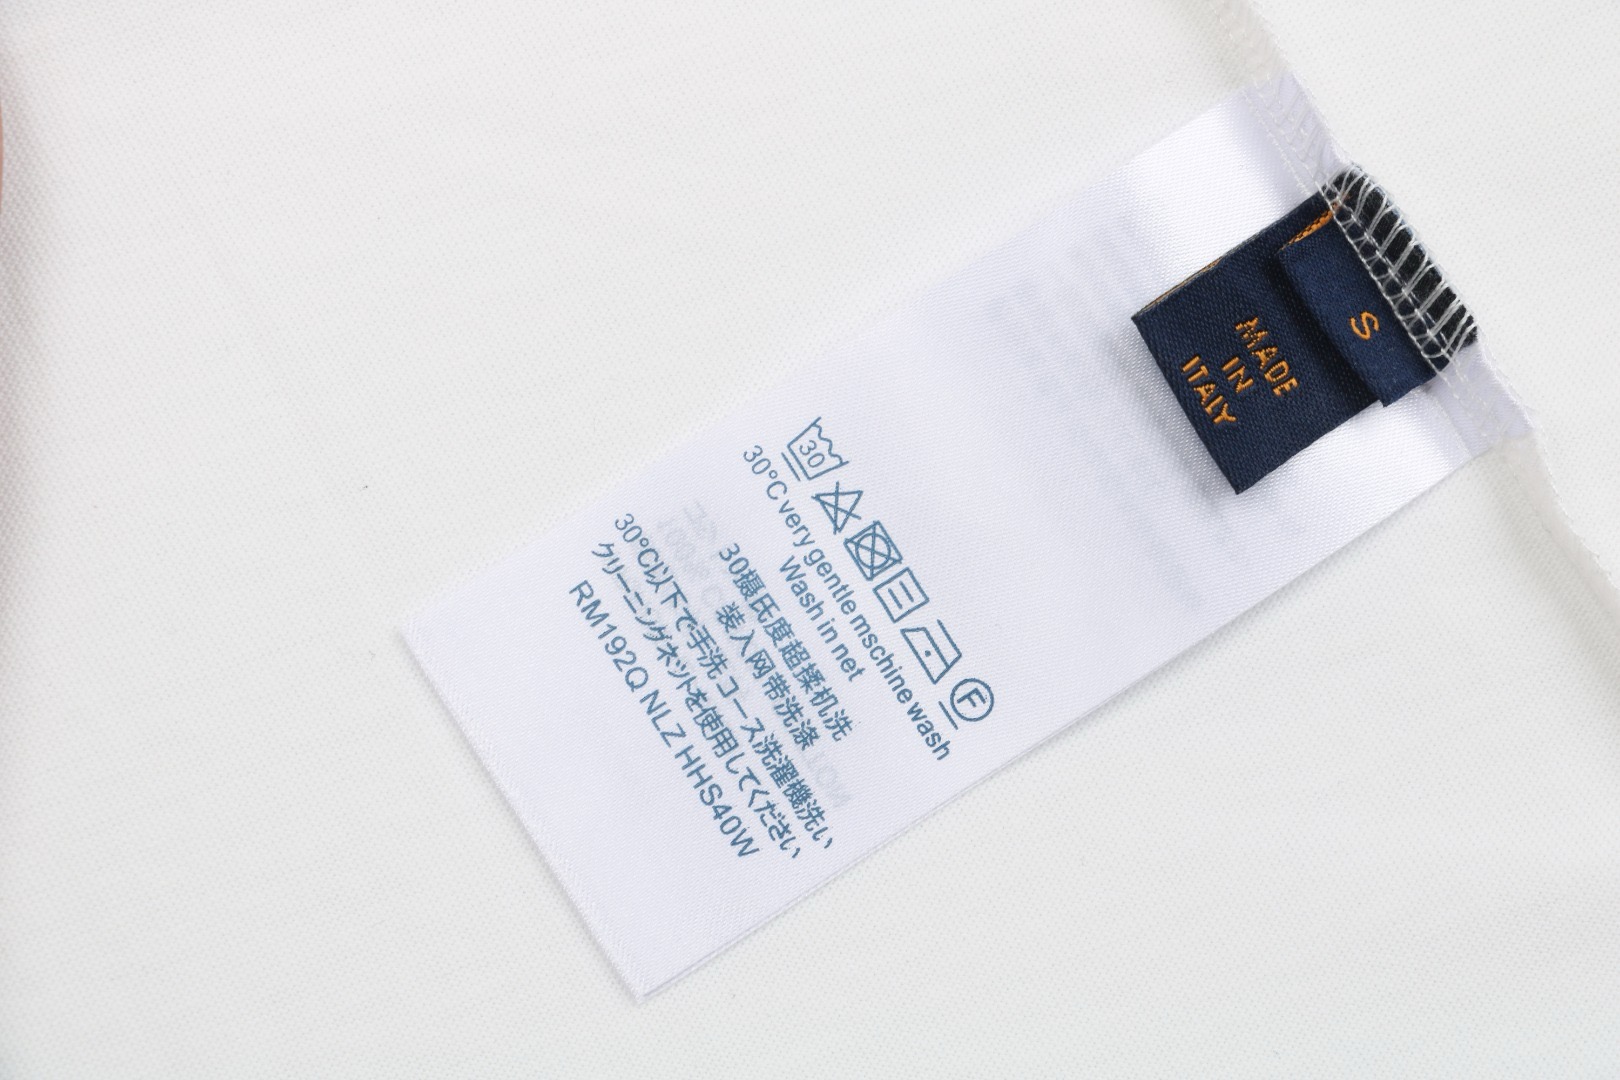 S
MADE
IN
ITALY
30
F
30°C very gentle mschine wash
Wash in net
30摄氏度超揉机洗
装入网带洗涤
30°C以下で手洗コース洗濯機洗い
クリーニングネットを使用してください
RM192Q NLZ HHS40W